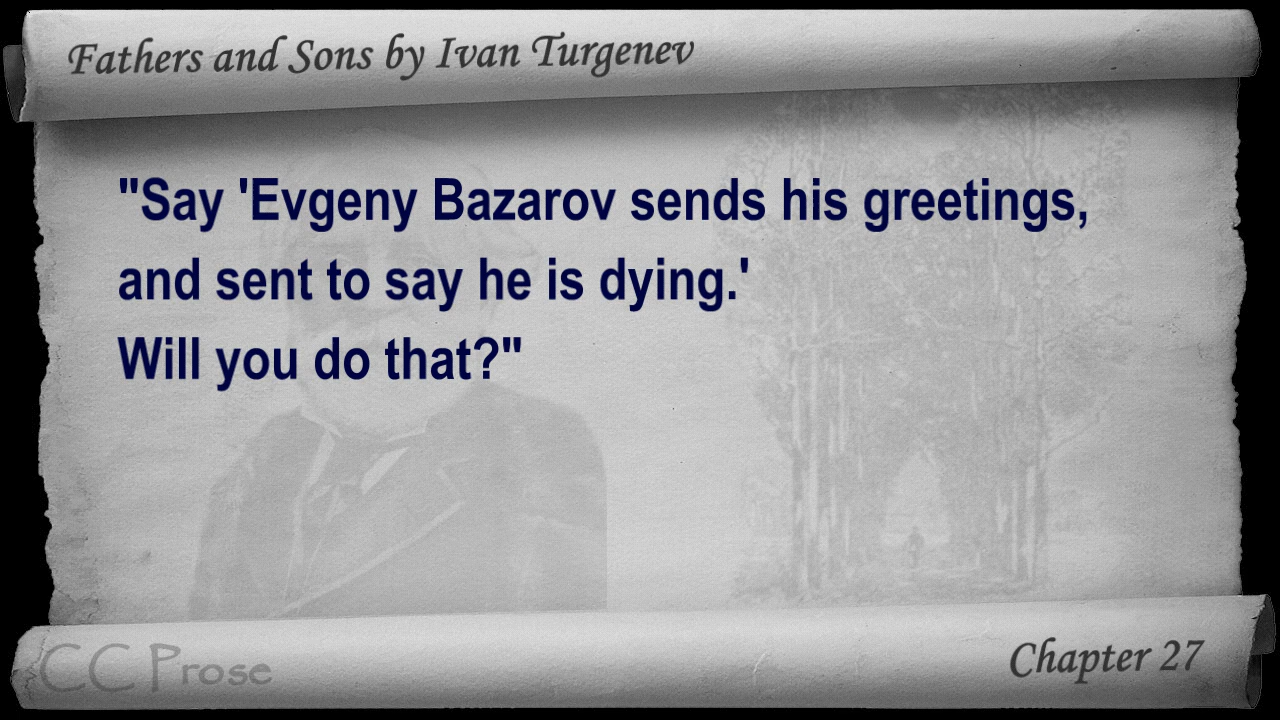 Fathers and Sons by Ivan Turgenev
"Say 'Evgeny Bazarov sends his greetings,
and sent to say he is dying.'
Will you do that?"
CC Prose
Chapter 27